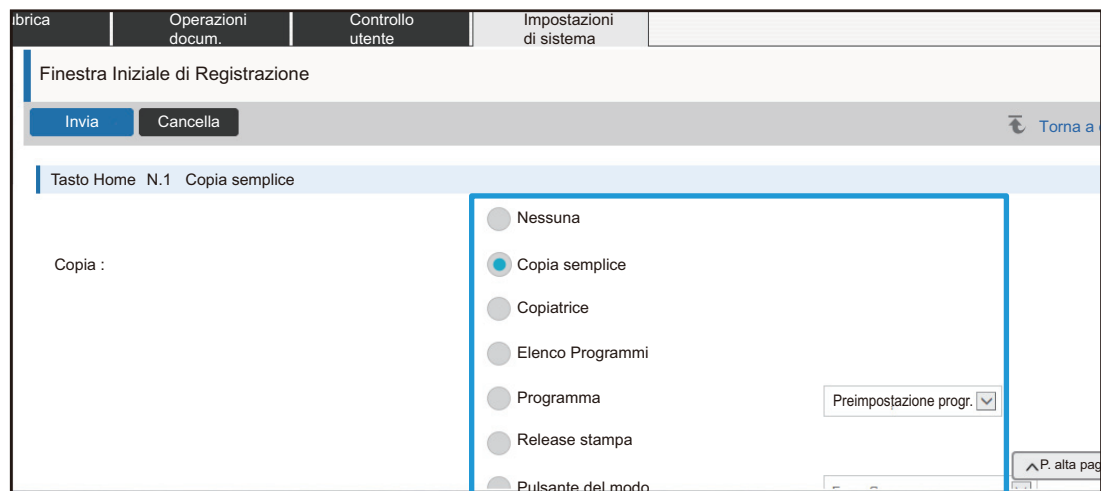 ubrica Operazioni docum. Controllo utente Impostazioni di sistema
Finestra Iniziale di Registrazione
Invia Cancella Torna a
Tasto Home N.1 Copia semplice
Nessuna
Copia : Copia semplice
Copiatrice
Elenco Programmi
Programma Preimpostazione progr.
Release stampa
P. alta pag
Pulsante del modo